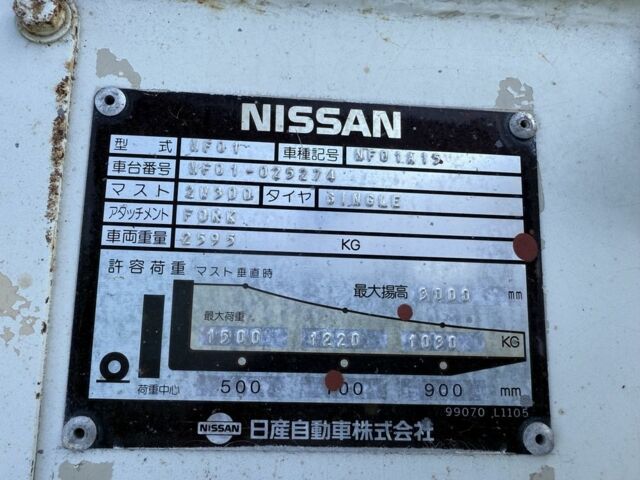 NISSAN
型式 NF01 車種記号 NF01A15
車台番号 NF01-025274
マスト 2W300 タイヤ SINGLE
アタッチメント FORK
車両重量 2595 KG
許容荷重 マスト垂直時
最大揚高 3000 mm
最大荷重
1500 1220 1030 KG
荷重中心 500 700 900 mm
99070 L1105
NISSAN 日産自動車株式会社